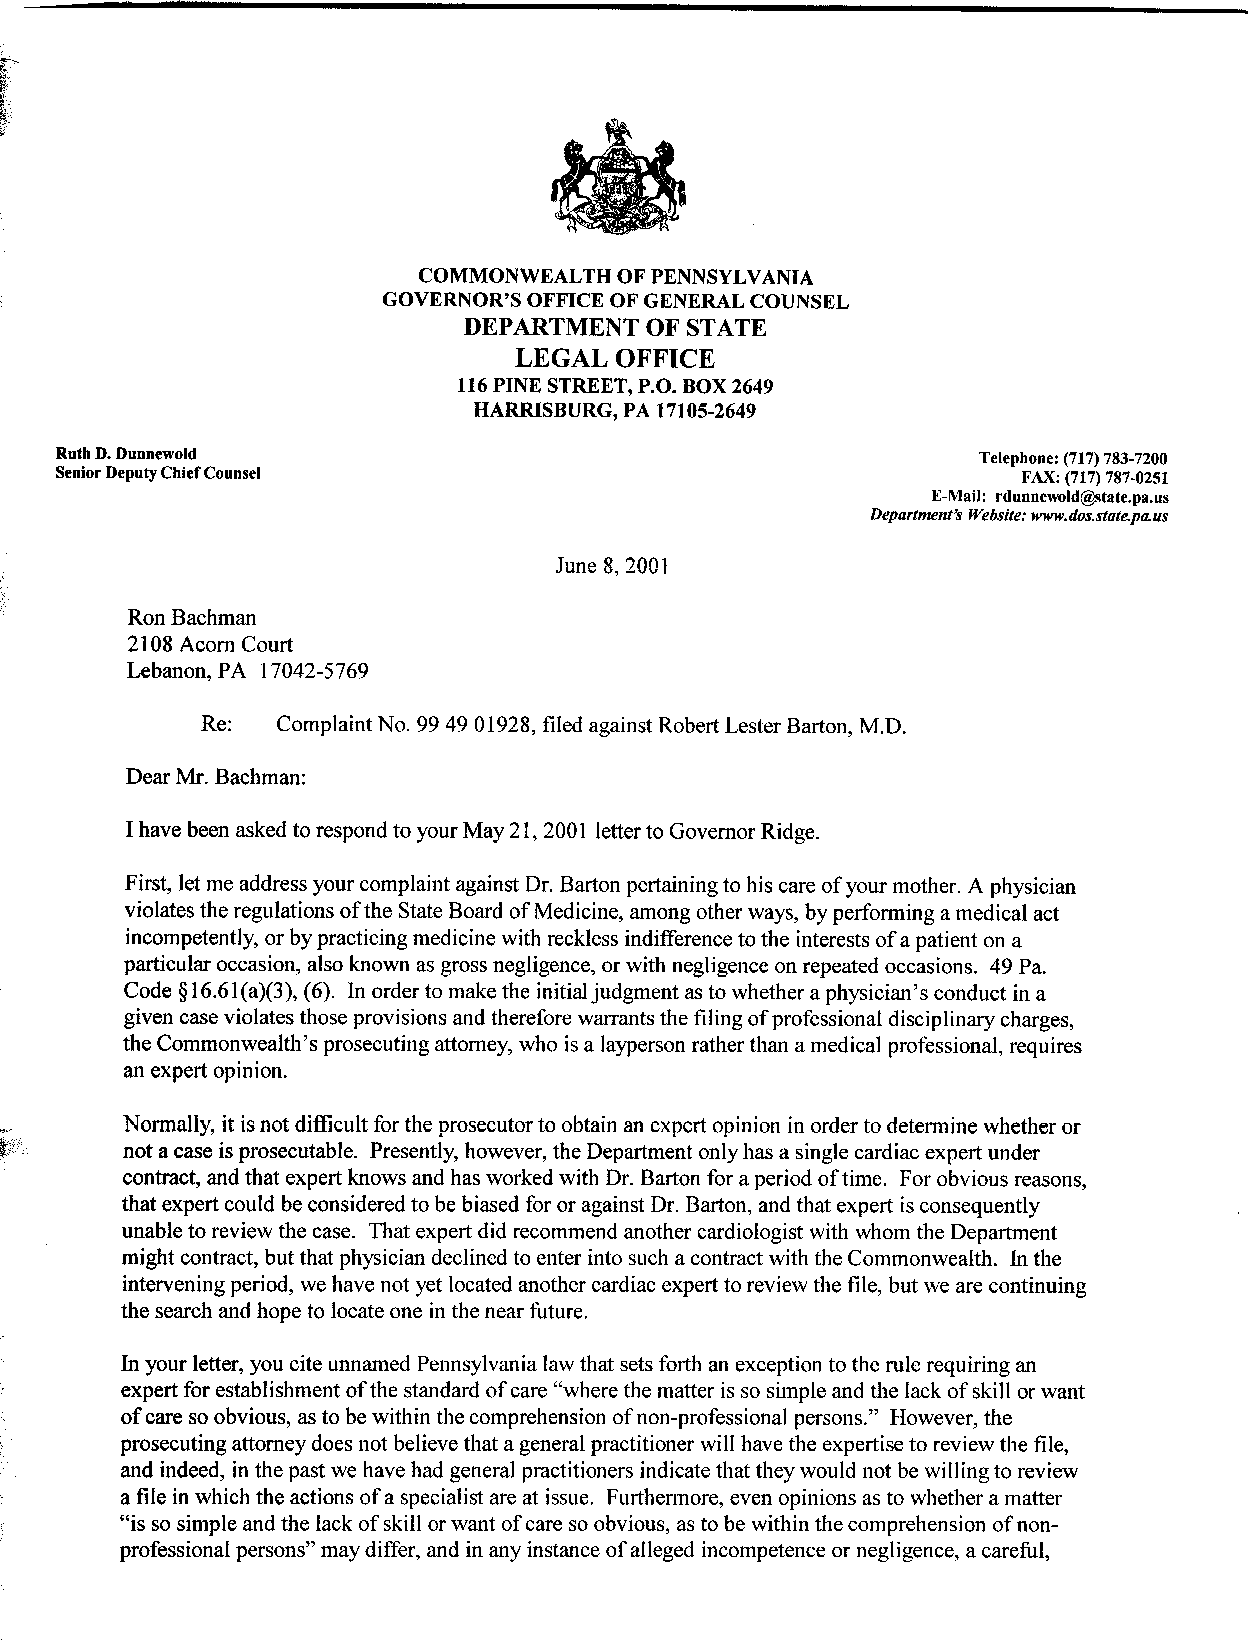 COMMONWEALTH OF PENNSYLVANIA
GOVERNOR'S OFFICE OF GENERAL COUNSEL
DEPARTMENT OF STATE
LEGAL OFFICE
116 PINE STREET, P.O. BOX 2649
HARRISBURG, PA 17105-2649
Ruth D. Dunnewold
Senior Deputy Chief Counsel
Telephone: (717) 783-7200
FAX: (717) 787-0251
E-Mail: rdunnewold@state.pa.us
Department's Website: www.dos.state.pa.us
June 8, 2001
Ron Bachman
2108 Acorn Court
Lebanon, PA 17042-5769
Re: Complaint No. 99 49 01928, filed against Robert Lester Barton, M.D.
Dear Mr. Bachman:
I have been asked to respond to your May 21, 2001 letter to Governor Ridge.
First, let me address your complaint against Dr. Barton pertaining to his care of your mother. A physician
violates the regulations of the State Board of Medicine, among other ways, by performing a medical act
incompetently, or by practicing medicine with reckless indifference to the interests of a patient on a
particular occasion, also known as gross negligence, or with negligence on repeated occasions. 49 Pa.
Code §16.61(a)(3), (6). In order to make the initial judgment as to whether a physician's conduct in a
given case violates those provisions and therefore warrants the filing of professional disciplinary charges,
the Commonwealth's prosecuting attorney, who is a layperson rather than a medical professional, requires
an expert opinion.
Normally, it is not difficult for the prosecutor to obtain an expert opinion in order to determine whether or
not a case is prosecutable. Presently, however, the Department only has a single cardiac expert under
contract, and that expert knows and has worked with Dr. Barton for a period of time. For obvious reasons,
that expert could be considered to be biased for or against Dr. Barton, and that expert is consequently
unable to review the case. That expert did recommend another cardiologist with whom the Department
might contract, but that physician declined to enter into such a contract with the Commonwealth. In the
intervening period, we have not yet located another cardiac expert to review the file, but we are continuing
the search and hope to locate one in the near future.
In your letter, you cite unnamed Pennsylvania law that sets forth an exception to the rule requiring an
expert for establishment of the standard of care “where the matter is so simple and the lack of skill or want
of care so obvious, as to be within the comprehension of non-professional persons.” However, the
prosecuting attorney does not believe that a general practitioner will have the expertise to review the file,
and indeed, in the past we have had general practitioners indicate that they would not be willing to review
a file in which the actions of a specialist are at issue. Furthermore, even opinions as to whether a matter
“is so simple and the lack of skill or want of care so obvious, as to be within the comprehension of non-
professional persons” may differ, and in any instance of alleged incompetence or negligence, a careful,